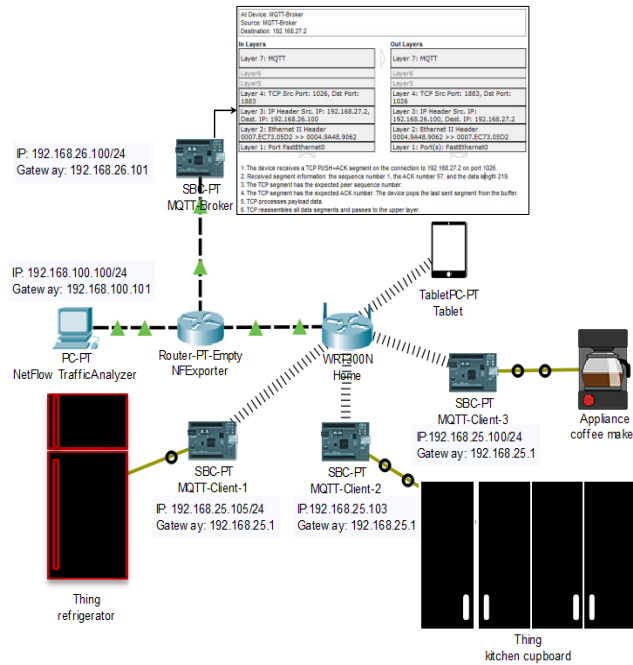 At Device: MQTT-Broker
Source: MQTT-Broker
Destination: 192.168.27.2
In Layers
Out Layers
Layer 7: MQTT
Layer 7: MQTT
Layer6
Layer6
Layer5
Layer5
Layer 4: TCP Src Port: 1026, Dst Port:
1883
Layer 4: TCP Src Port: 1883, Dst Port:
1026
Layer 3: IP Header Src. IP: 192.168.27.2,
Dest. IP: 192.168.26.100
Layer 3: IP Header Src. IP:
192.168.26.100, Dest. IP: 192.168.27.2
Layer 2: Ethernet II Header
0007.EC73.05D2 >> 0004.9A48.9062
Layer 2: Ethernet II Header
0004.9A48.9062 >> 0007.EC73.05D2
Layer 1: Port FastEthernet0
Layer 1: Port(s): FastEthernet0
1. The device receives a TCP PUSH+ACK segment on the connection to 192.168.27.2 on port 1026.
2. Received segment information: the sequence number 1, the ACK number 57, and the data length 219.
3. The TCP segment has the expected peer sequence number.
4. The TCP segment has the expected ACK number. The device pops the last sent segment from the buffer.
5. TCP processes payload data.
6. TCP reassembles all data segments and passes to the upper layer.
IP: 192.168.26.100/24
Gateway: 192.168.26.101
SBC-PT
MQTT-Broker
IP: 192.168.100.100/24
Gateway: 192.168.100.101
PC-PT
NetFlow TrafficAnalyzer
Router-PT-Empty
NFExporter
WRT300N
Home
TabletPC-PT
Tablet
SBC-PT
MQTT-Client-3
IP:192.168.25.100/24
Gateway: 192.168.25.1
Appliance
coffee maker
SBC-PT
MQTT-Client-1
IP: 192.168.25.105/24
Gateway: 192.168.25.1
SBC-PT
MQTT-Client-2
IP:192.168.25.103
Gateway: 192.168.25.1
Thing
refrigerator
Thing
kitchen cupboard